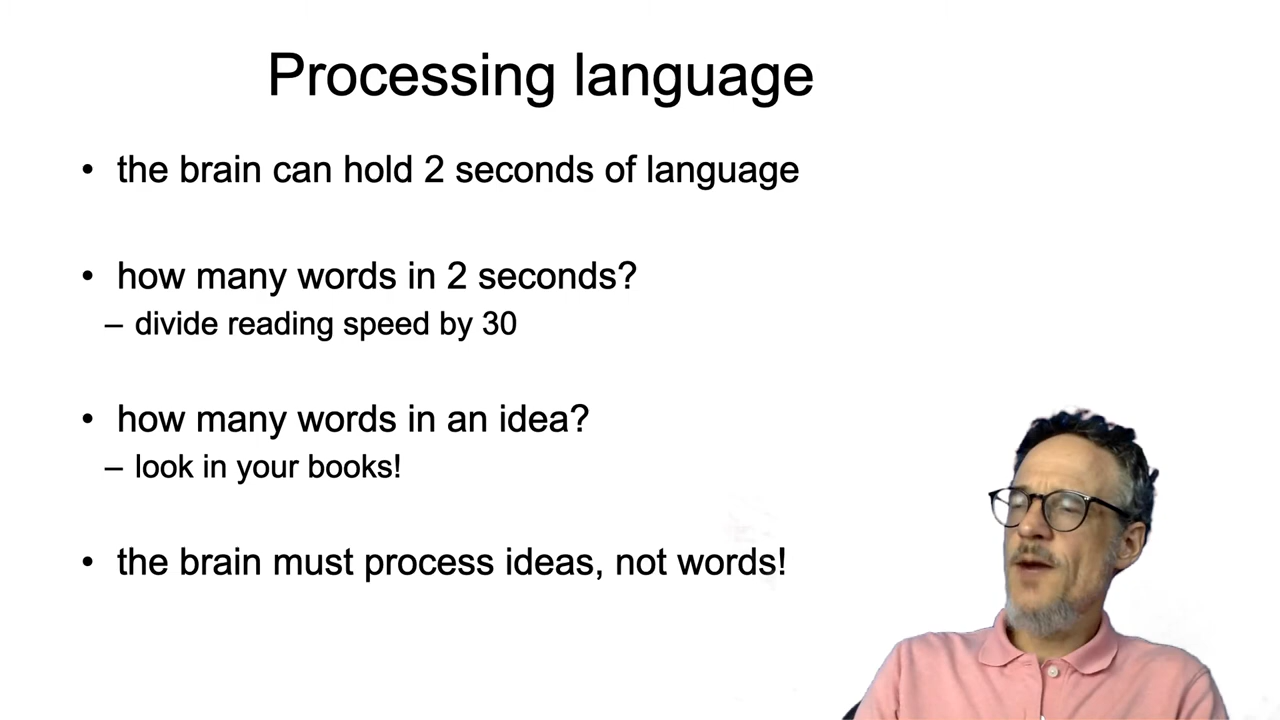 Processing language
• the brain can hold 2 seconds of language
• how many words in 2 seconds?
– divide reading speed by 30
• how many words in an idea?
– look in your books!
• the brain must process ideas, not words!